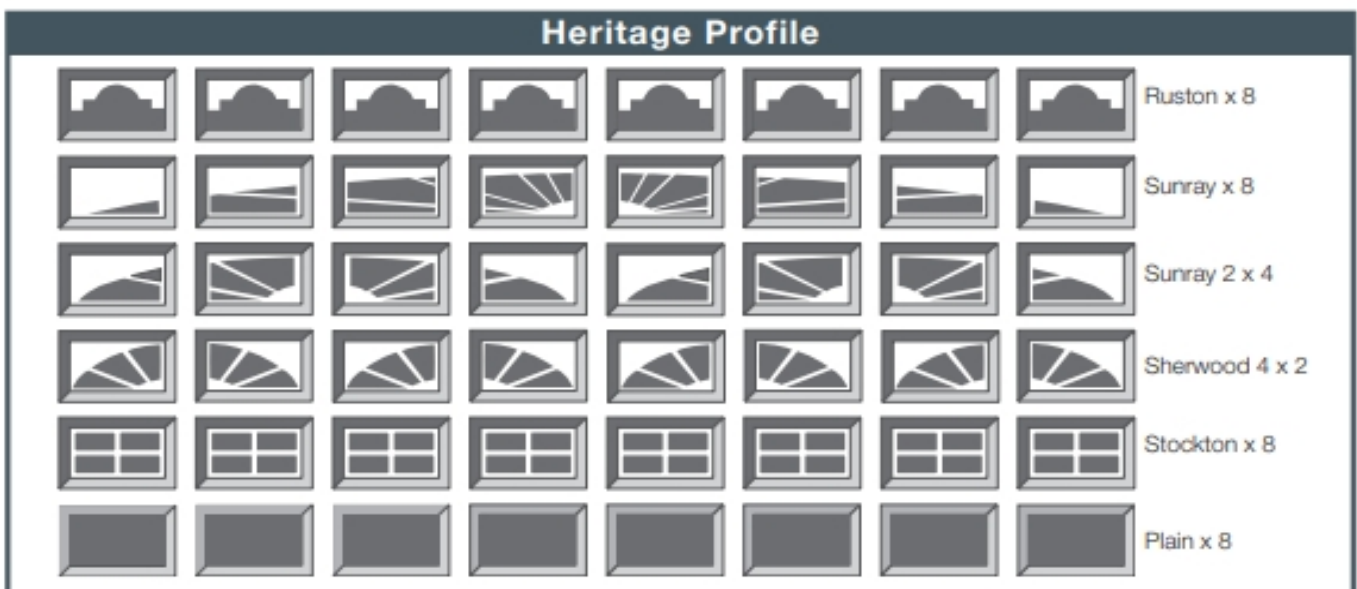 Heritage Profile
Ruston x 8
Sunray x 8
Sunray 2 x 4
Sherwood 4 x 2
Stockton x 8
Plain x 8